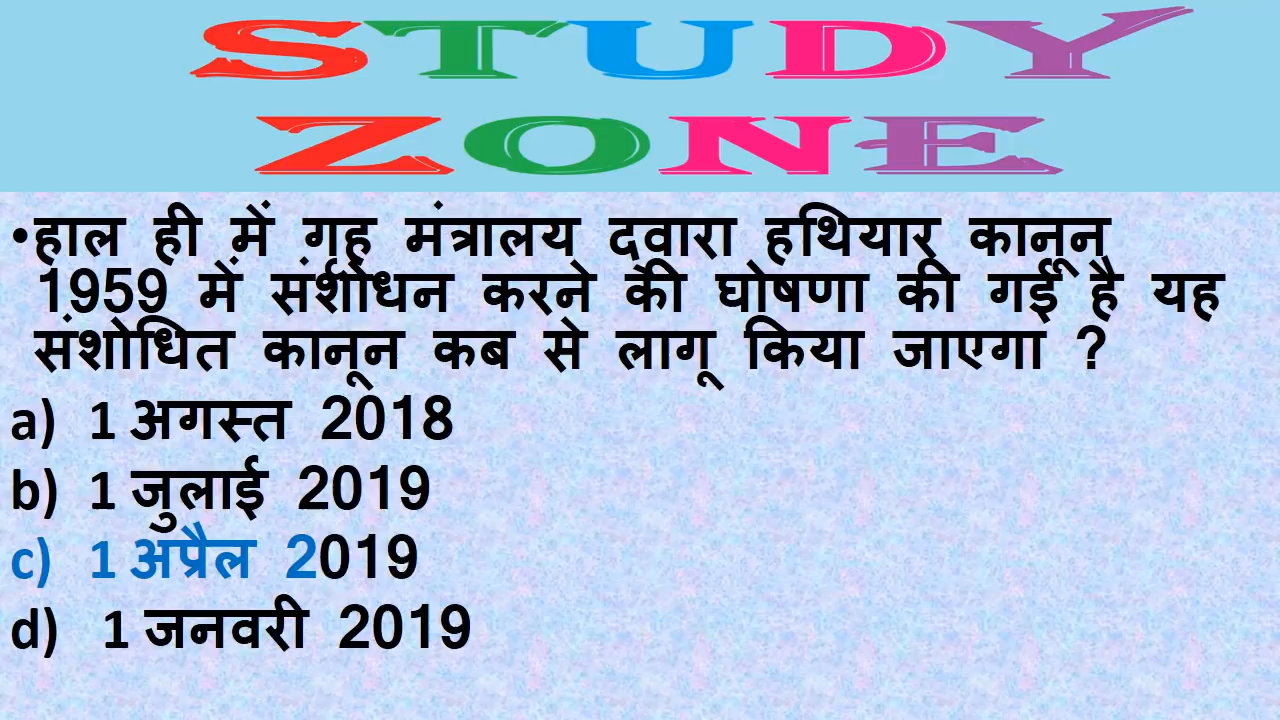 STUDY
ZONE
•हाल ही में गृह मंत्रालय दवारा हथियार कानून
1959 में संशोधन करने की घोषणा की गई है यह
संशोधित कानून कब से लागू किया जाएगा ?
a) 1 अगस्त 2018
b) 1 जुलाई 2019
c) 1 अप्रैल 2019
d) 1 जनवरी 2019